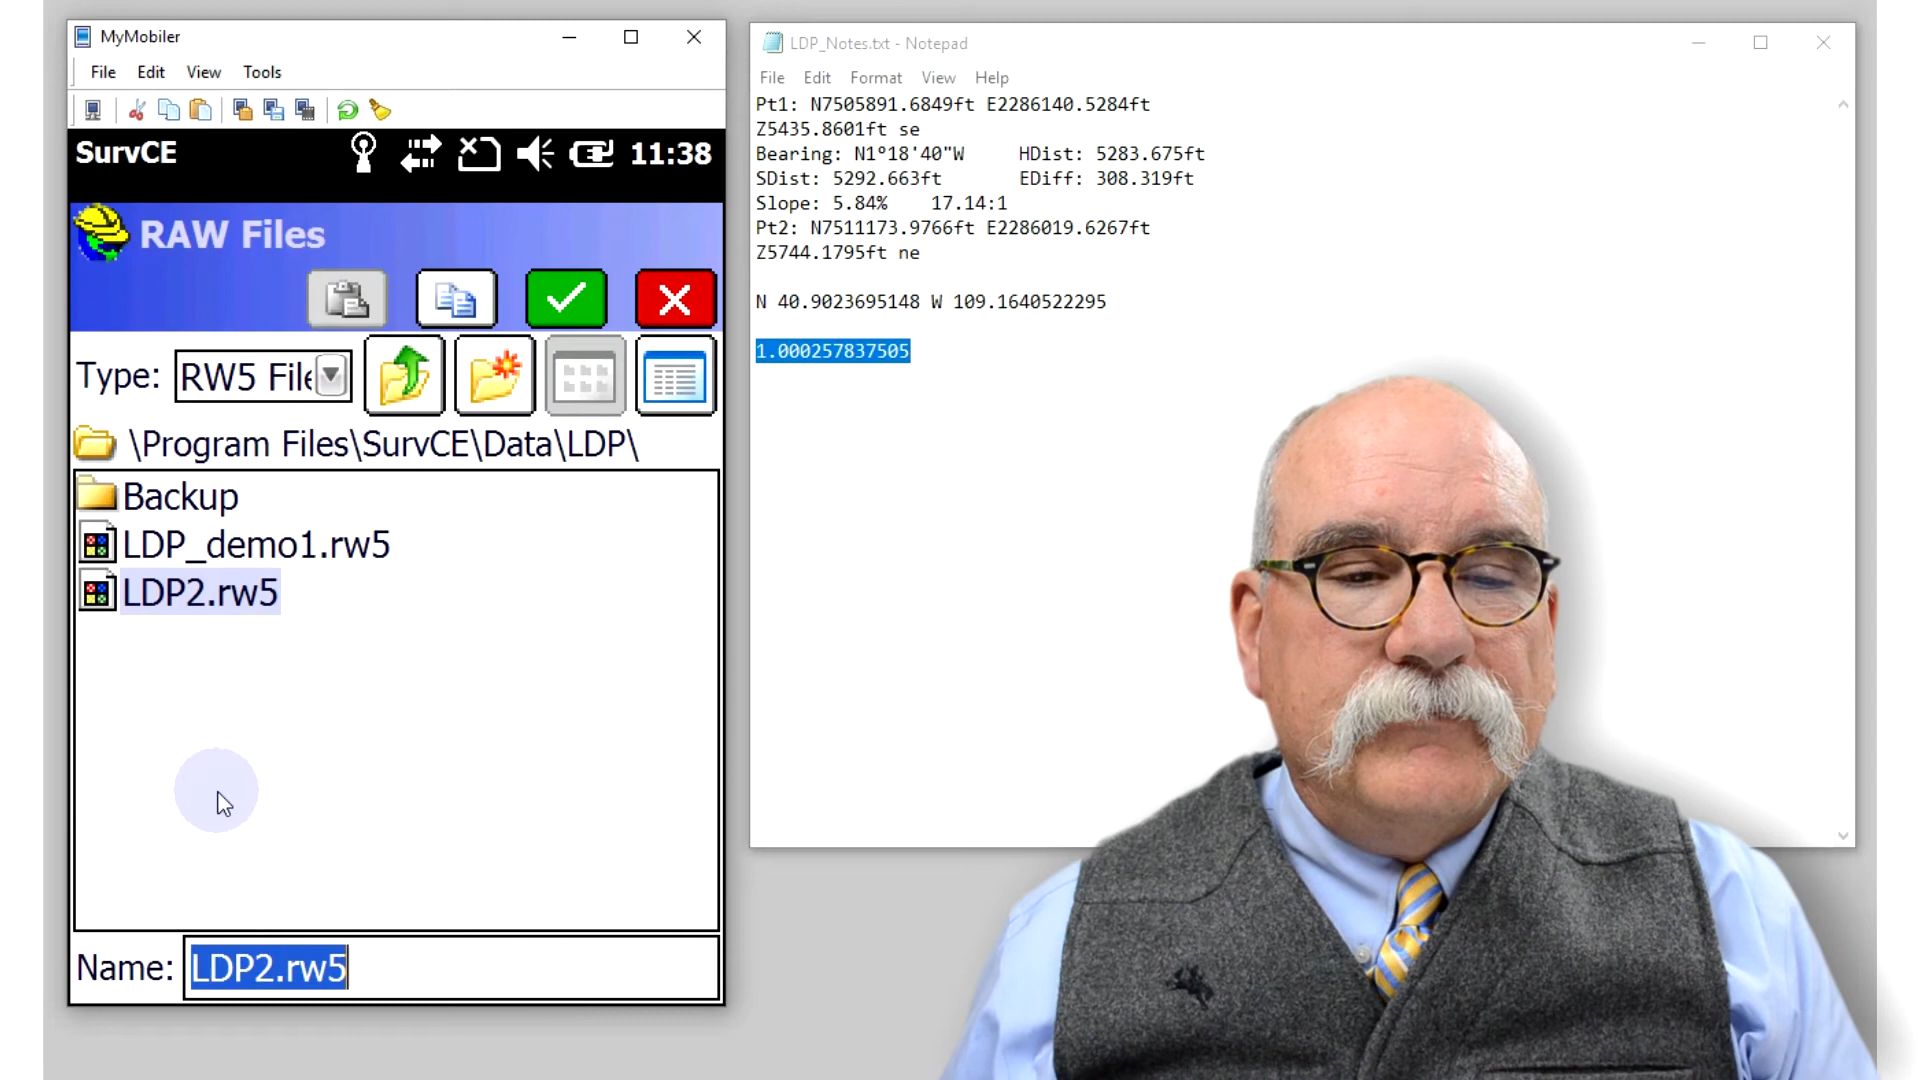 MyMobiler
File Edit View Tools
SurvCE 11:38
RAW Files
Type: RW5 File
\Program Files\SurvCE\Data\LDP\
Backup
LDP_demo1.rw5
LDP2.rw5
Name: LDP2.rw5
LDP_Notes.txt - Notepad
File Edit Format View Help
Pt1: N7505891.6849ft E2286140.5284ft
Z5435.8601ft se
Bearing: N1°18'40"W HDist: 5283.675ft
SDist: 5292.663ft EDiff: 308.319ft
Slope: 5.84% 17.14:1
Pt2: N7511173.9766ft E2286019.6267ft
Z5744.1795ft ne
N 40.9023695148 W 109.1640522295
1.000257837505